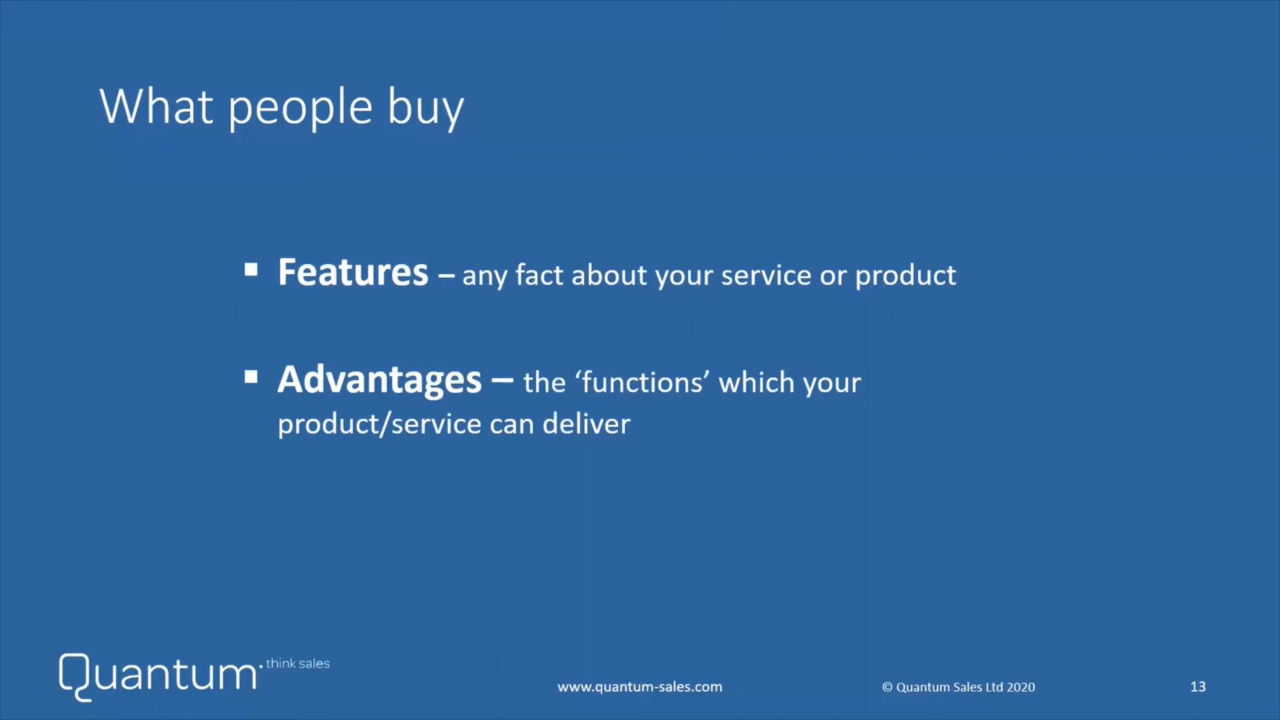 What people buy
▪ Features – any fact about your service or product
▪ Advantages – the ‘functions’ which your
product/service can deliver
Quantum think sales
www.quantum-sales.com
© Quantum Sales Ltd 2020
13